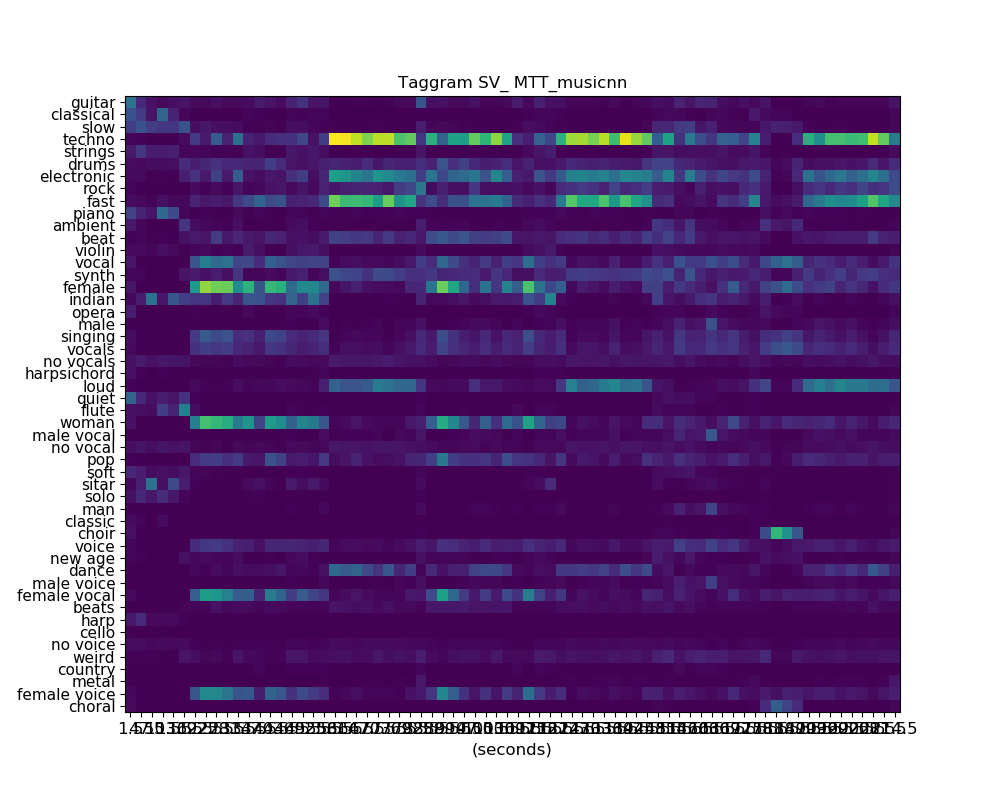 Taggram SV_ MTT_musicnn
guitar
classical
slow
techno
strings
drums
electronic
rock
fast
piano
ambient
beat
violin
vocal
synth
female
indian
opera
male
singing
vocals
no vocals
harpsichord
loud
quiet
flute
woman
male vocal
no vocal
pop
soft
sitar
solo
man
classic
choir
voice
new age
dance
male voice
female vocal
beats
harp
cello
no voice
weird
country
metal
female voice
choral
(seconds)